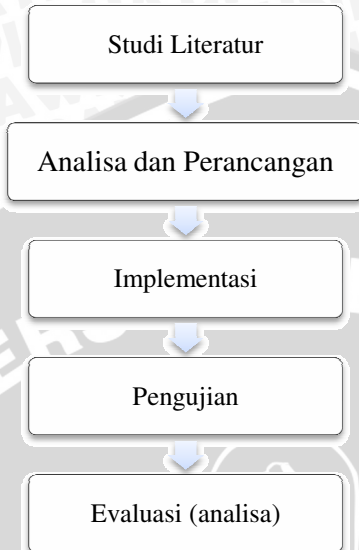 Studi Literatur
Analisa dan Perancangan
Implementasi
Pengujian
Evaluasi (analisa)